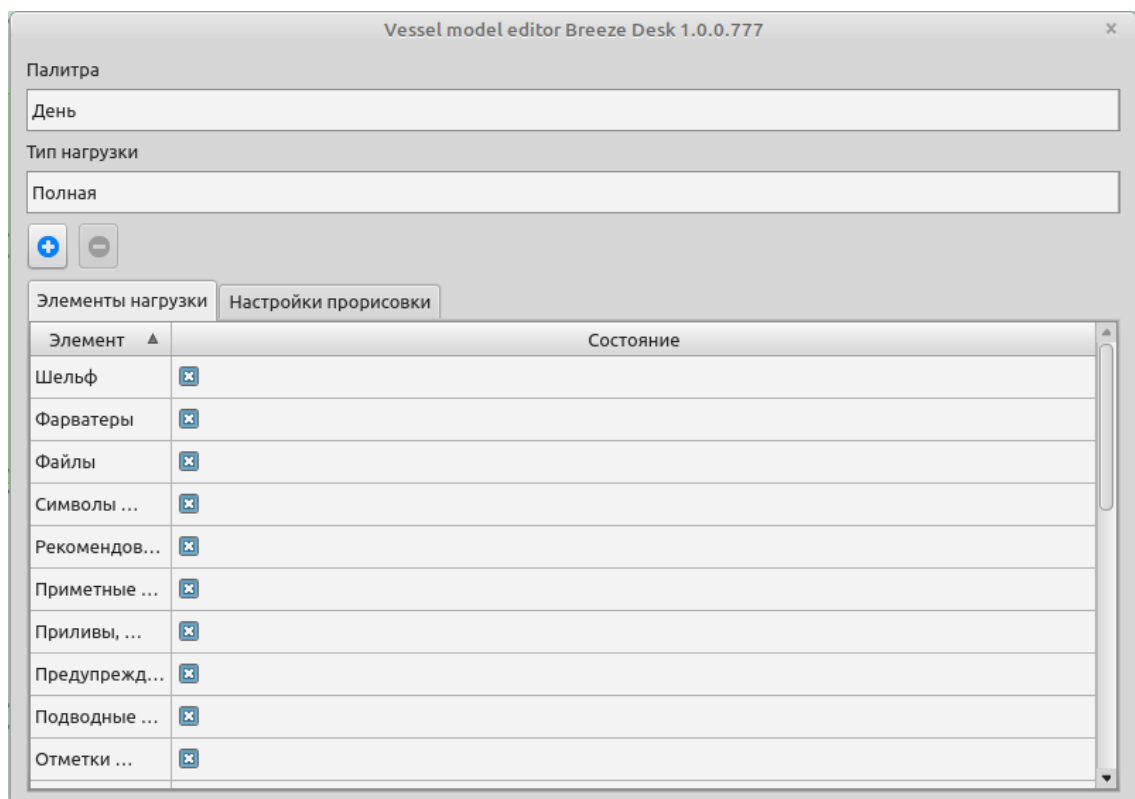 Vessel model editor Breeze Desk 1.0.0.777
Палитра
День
Тип нагрузки
Полная
Элементы нагрузки Настройки прорисовки
Элемент Состояние
Шельф
Фарватеры
Файлы
Символы ...
Рекомендов...
Приметные ...
Приливы, ...
Предупрежд...
Подводные ...
Отметки ...